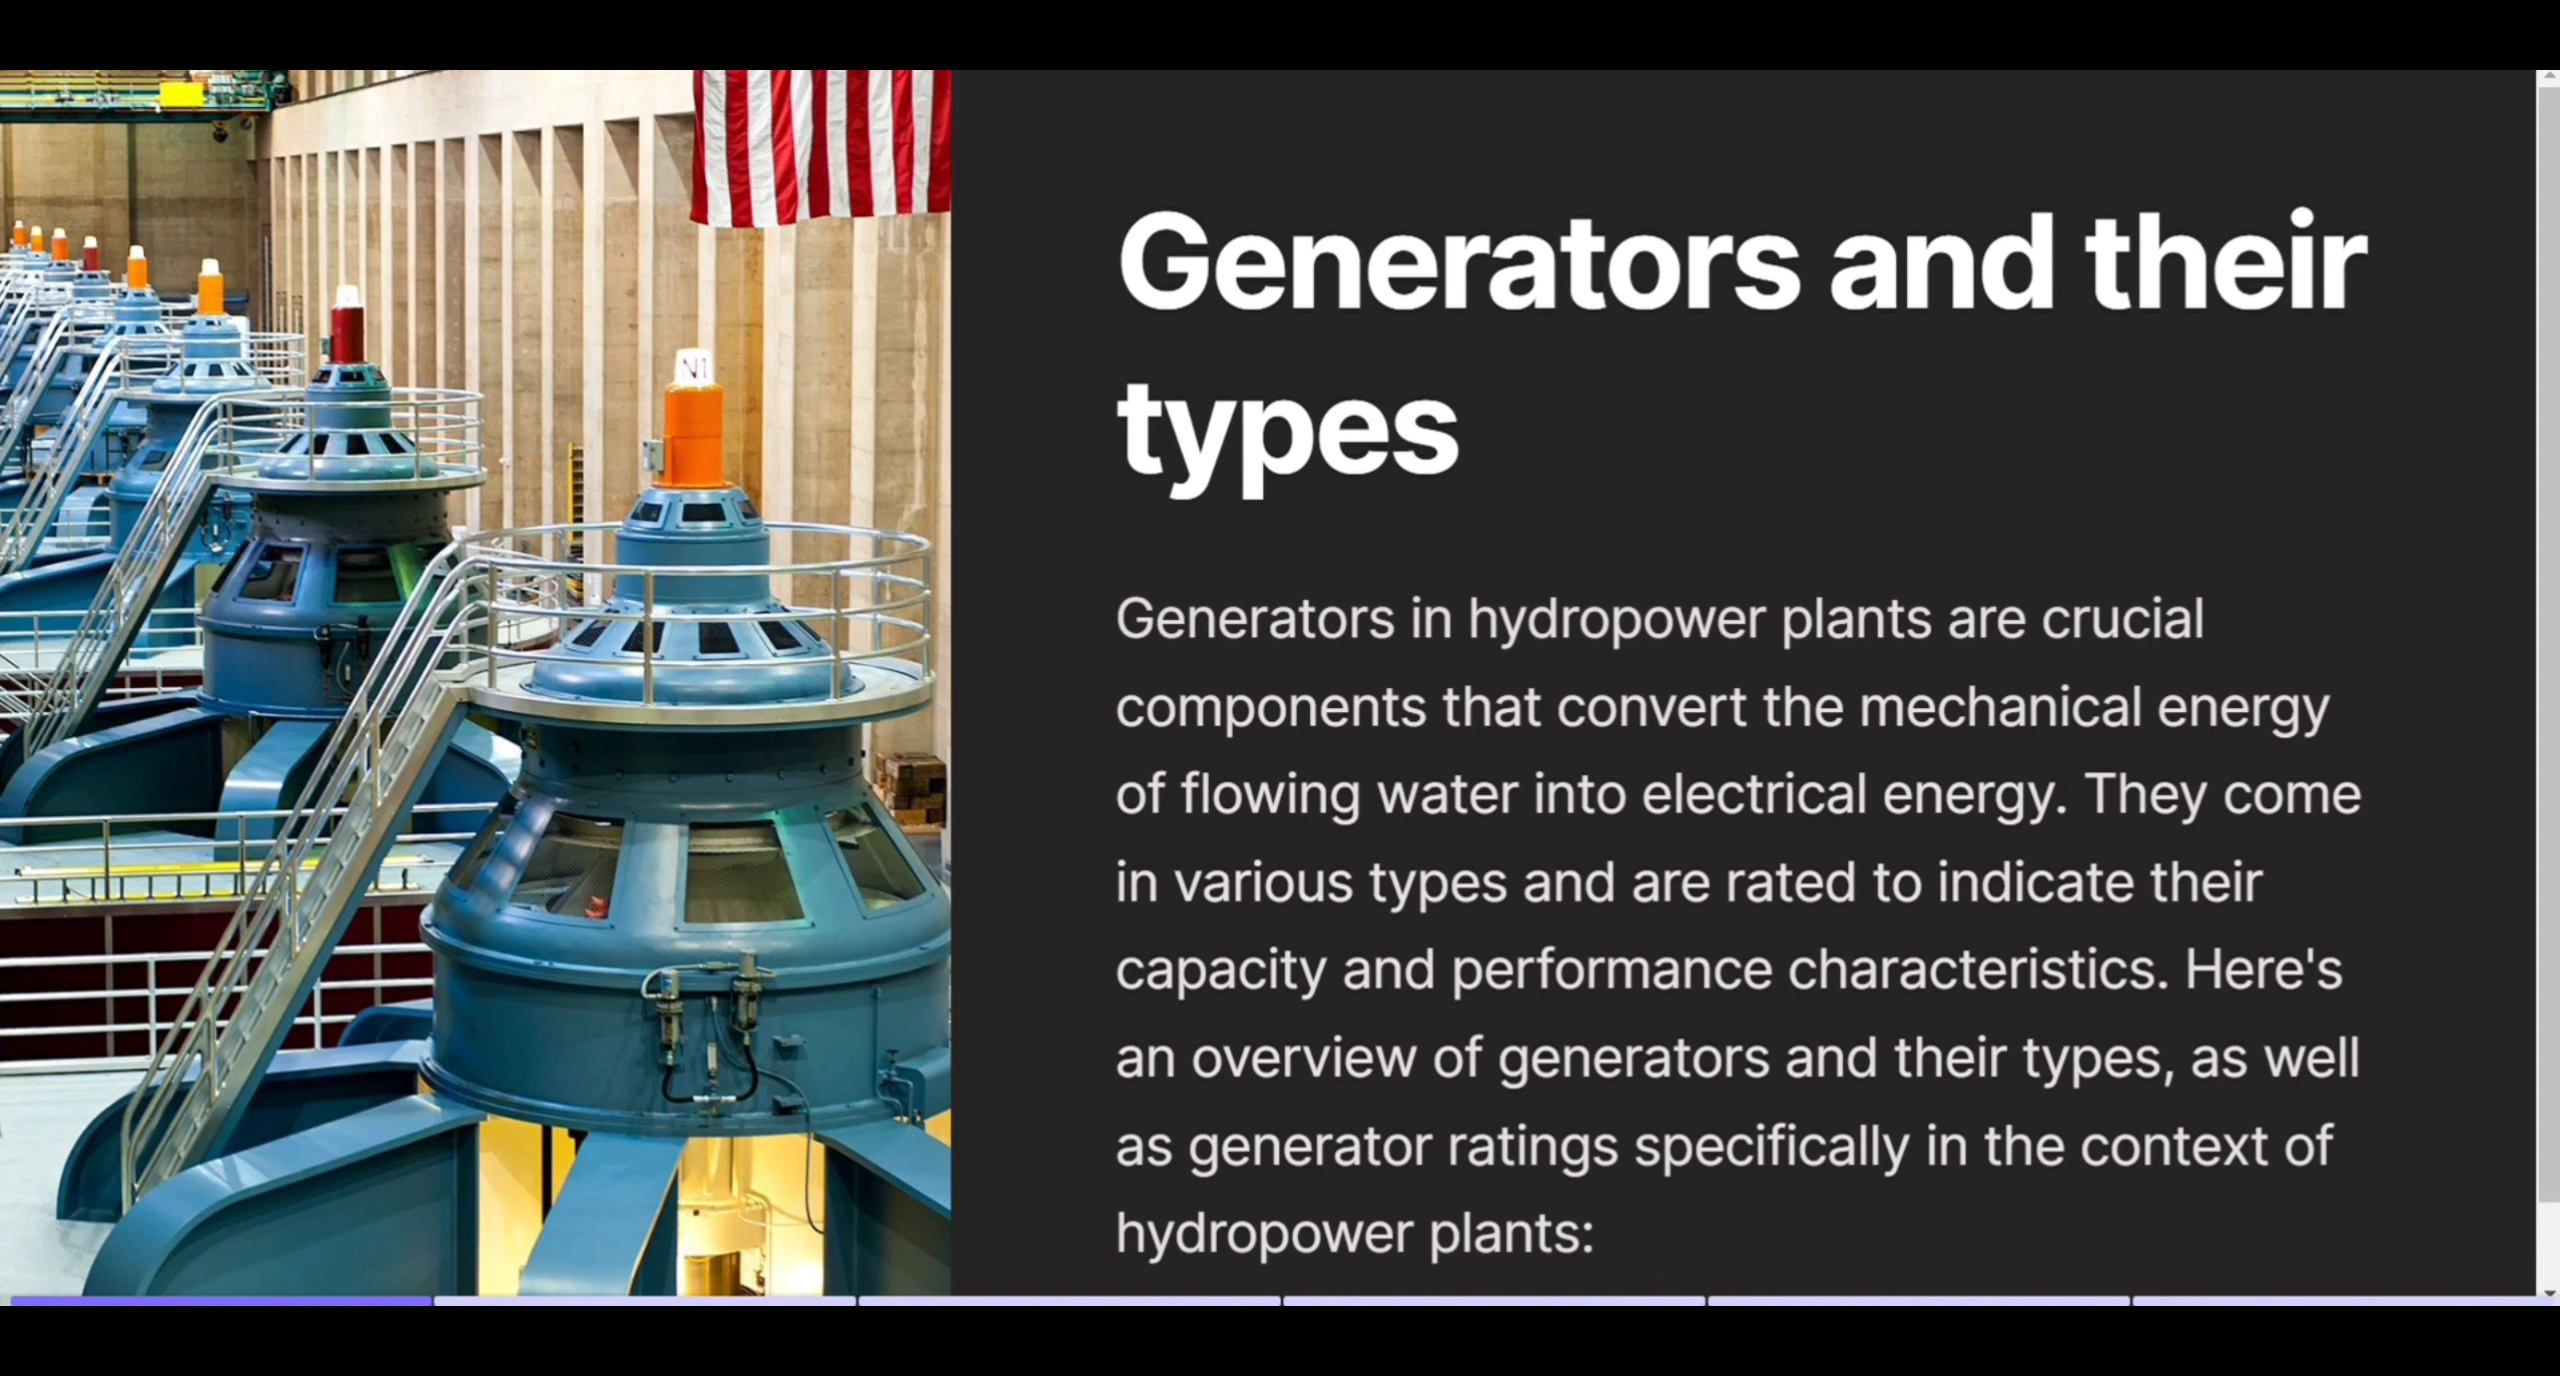 N1
Generators and their
types
Generators in hydropower plants are crucial
components that convert the mechanical energy
of flowing water into electrical energy. They come
in various types and are rated to indicate their
capacity and performance characteristics. Here's
an overview of generators and their types, as well
as generator ratings specifically in the context of
hydropower plants: